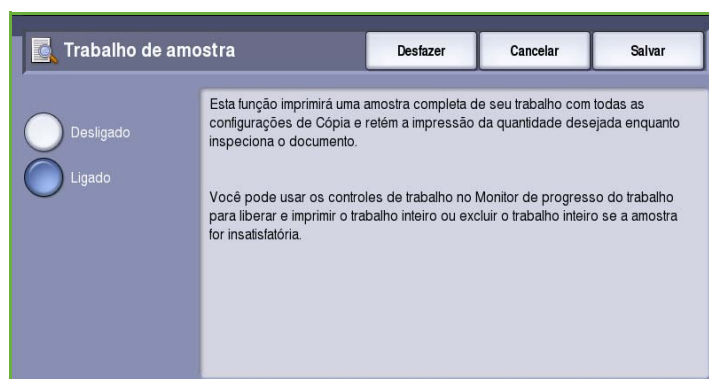 Trabalho de amostra
Desfazer
Cancelar
Salvar
Desligado
Ligado
Esta função imprimirá uma amostra completa de seu trabalho com todas as
configurações de Cópia e retém a impressão da quantidade desejada enquanto
inspeciona o documento.
Você pode usar os controles de trabalho no Monitor de progresso do trabalho
para liberar e imprimir o trabalho inteiro ou excluir o trabalho inteiro se a amostra
for insatisfatória.